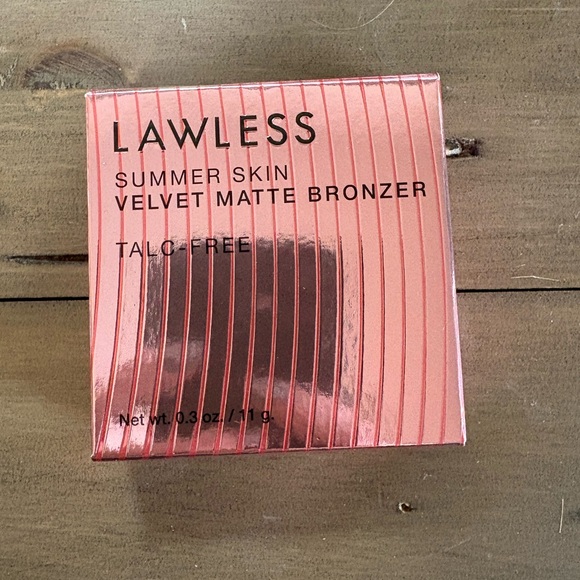 LAWLESS
SUMMER SKIN
VELVET MATTE BRONZER
TALC-FREE
Net wt. 0.3 oz. / 11 g.